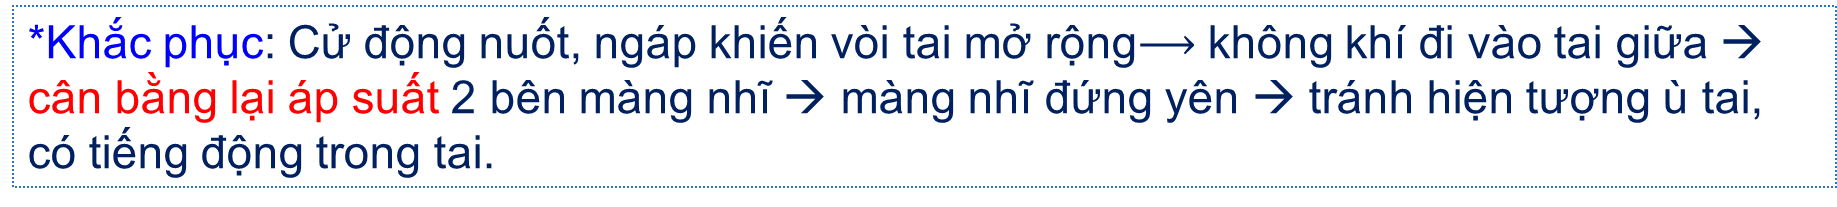 *Khắc phục: Cử động nuốt, ngáp khiến vòi tai mở rộng⟶ không khí đi vào tai giữa →
cân bằng lại áp suất 2 bên màng nhĩ → màng nhĩ đứng yên → tránh hiện tượng ù tai,
có tiếng động trong tai.